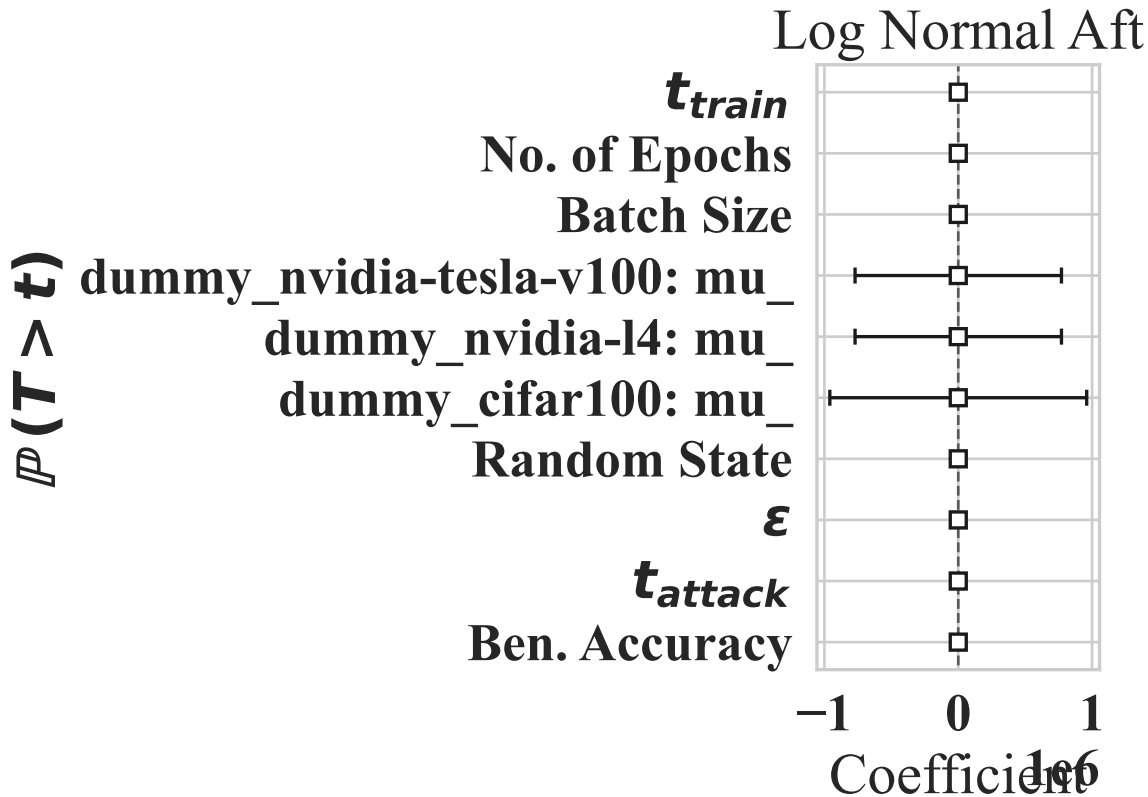 Log Normal Aft
t_train
No. of Epochs
Batch Size
dummy_nvidia-tesla-v100: mu_
dummy_nvidia-l4: mu_
dummy_cifar100: mu_
Random State
ε
t_attack
Ben. Accuracy
ℙ(T > t)
−1 0 1
Coefficient
1e6